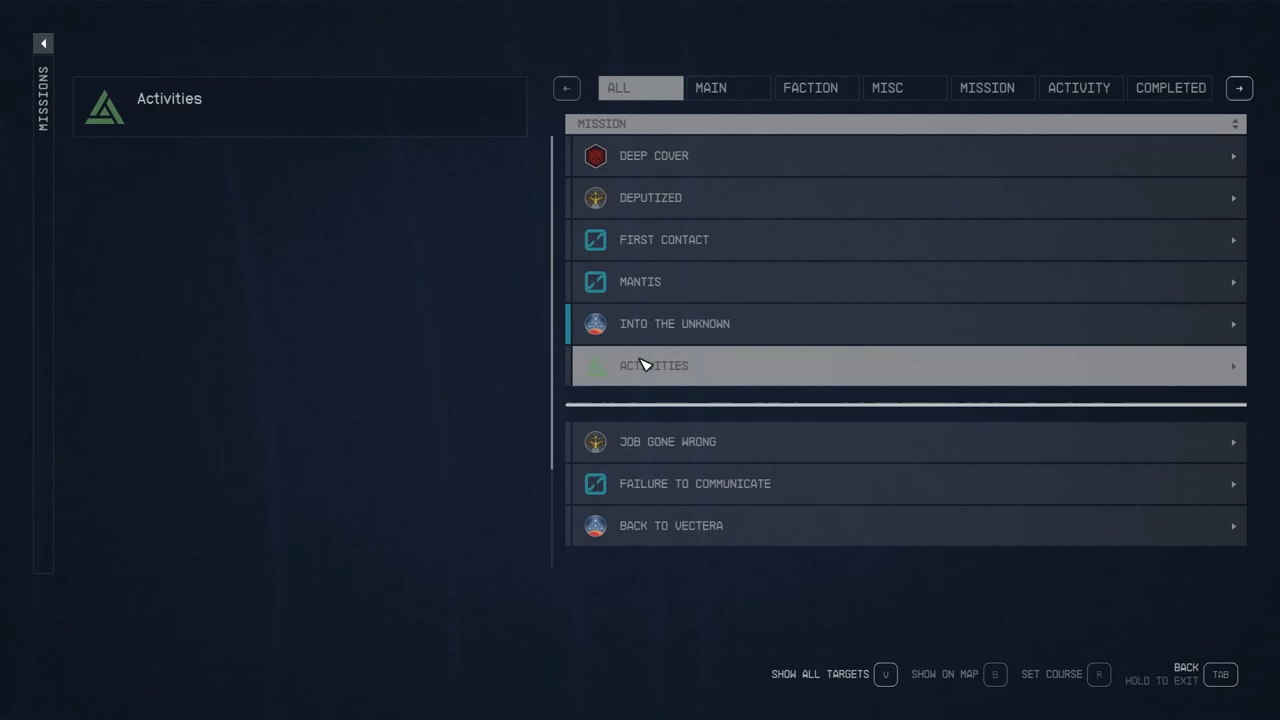 MISSIONS
Activities
ALL MAIN FACTION MISC MISSION ACTIVITY COMPLETED
MISSION
DEEP COVER
DEPUTIZED
FIRST CONTACT
MANTIS
INTO THE UNKNOWN
ACTIVITIES
JOB GONE WRONG
FAILURE TO COMMUNICATE
BACK TO VECTERA
SHOW ALL TARGETS V SHOW ON MAP B SET COURSE R BACK TAB
HOLD TO EXIT